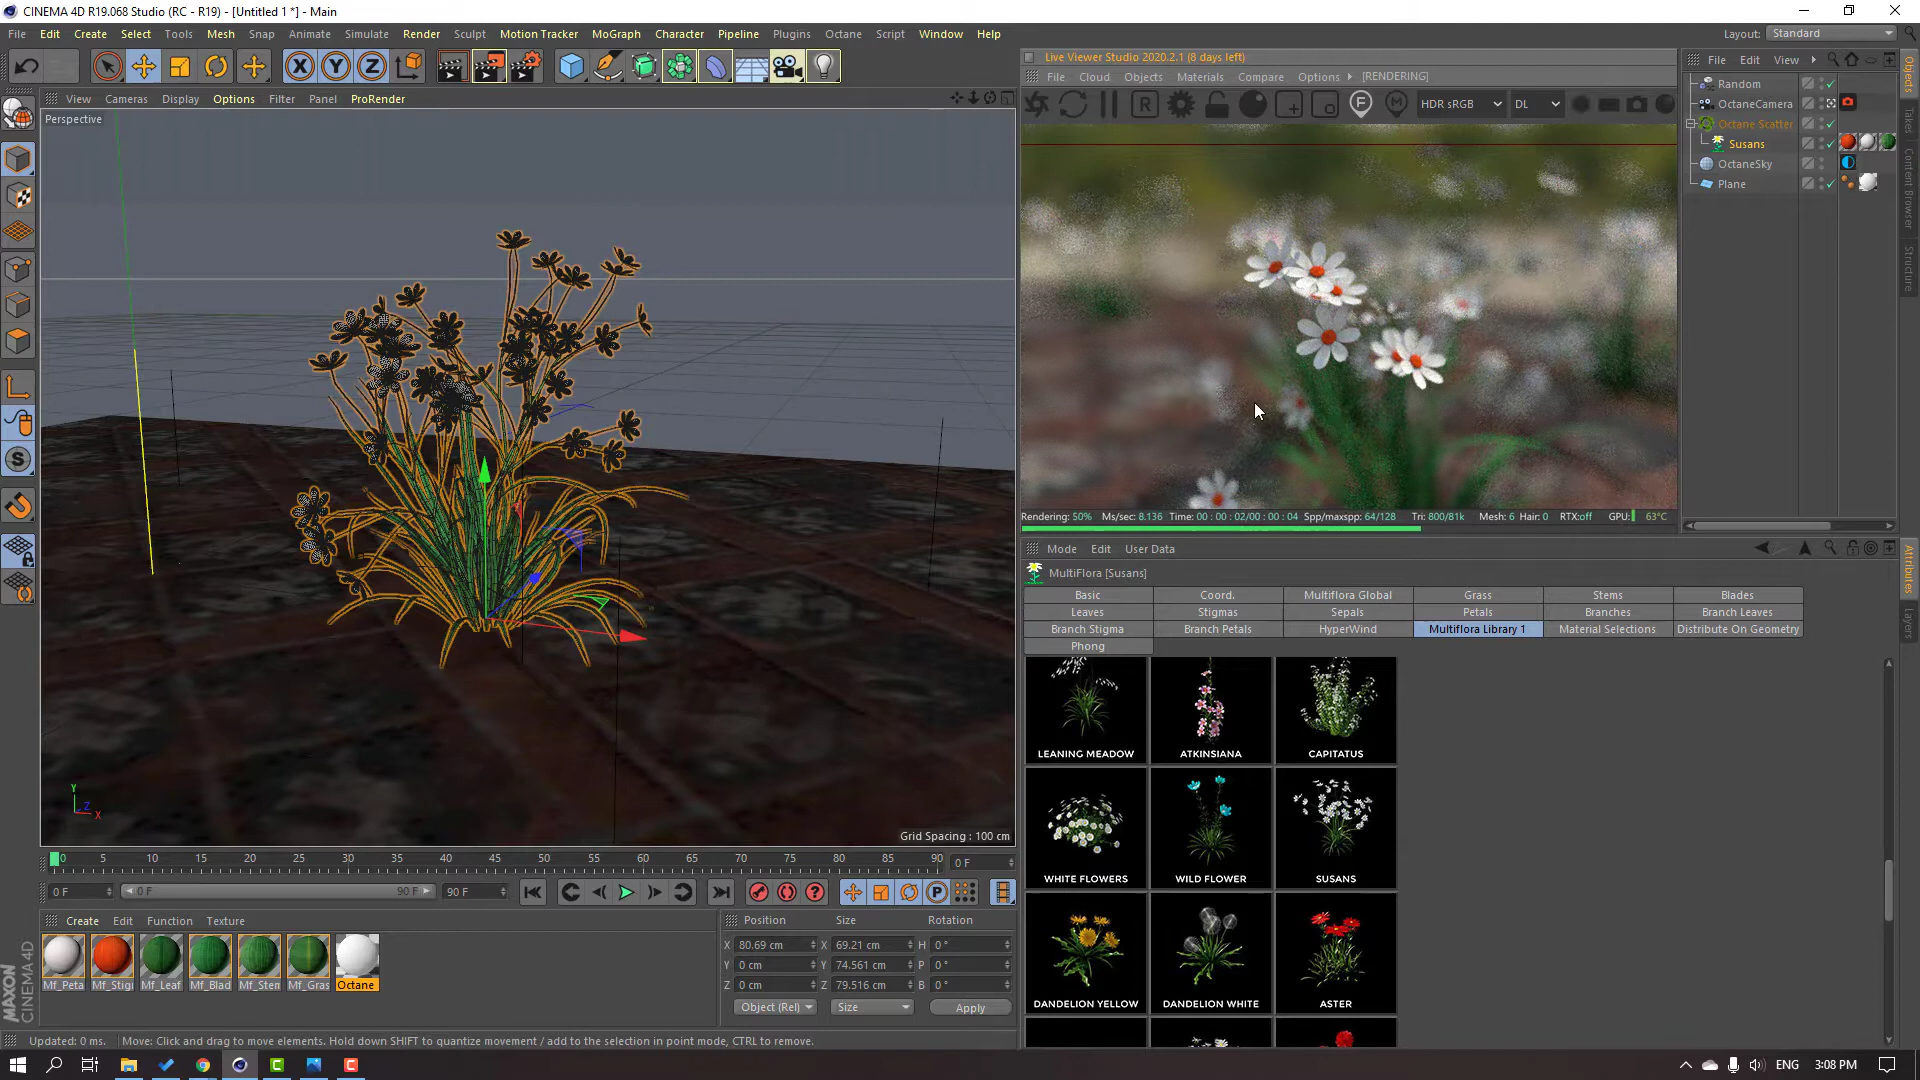 CINEMA 4D R19.068 Studio (RC - R19) - [Untitled 1 *] - Main
File Edit Create Select Tools Mesh Snap Animate Simulate Render Sculpt Motion Tracker MoGraph Character Pipeline Plugins Octane Script Window Help
Layout: Standard
Live Viewer Studio 2020.2.1 (8 days left)
File Cloud Objects Materials Compare Options [RENDERING]
HDR sRGB DL
View Cameras Display Options Filter Panel ProRender
Perspective
File Edit View
Random
OctaneCamera
Octane Scatter
Susans
OctaneSky
Plane
Objects
Takes
Content Browser
Structure
Rendering: 50% Ms/sec: 8.136 Time: 00 : 00 : 02/00 : 00 : 04 Spp/maxspp: 64/128 Tri: 800/81k Mesh: 6 Hair: 0 RTX:off GPU: 63°C
Mode Edit User Data
MultiFlora [Susans]
Basic Coord. Multiflora Global Grass Stems Blades
Leaves Stigmas Sepals Petals Branches Branch Leaves
Branch Stigma Branch Petals HyperWind Multiflora Library 1 Material Selections Distribute On Geometry
Phong
Attributes
Layers
LEANING MEADOW ATKINSIANA CAPITATUS
WHITE FLOWERS WILD FLOWER SUSANS
DANDELION YELLOW DANDELION WHITE ASTER
Y
Z
X
Grid Spacing : 100 cm
0 5 10 15 20 25 30 35 40 45 50 55 60 65 70 75 80 85 90 0 F
0 F 0 F 90 F 90 F
Create Edit Function Texture
Mf_Peta Mf_Stig Mf_Leaf Mf_Blad Mf_Sten Mf_Gras Octane
Position Size Rotation
X 80.69 cm X 69.21 cm H 0 °
Y 0 cm Y 74.561 cm P 0 °
Z 0 cm Z 79.516 cm B 0 °
Object (Rel) Size Apply
MAXON
CINEMA 4D
Updated: 0 ms. Move: Click and drag to move elements. Hold down SHIFT to quantize movement / add to the selection in point mode, CTRL to remove.
ENG 3:08 PM